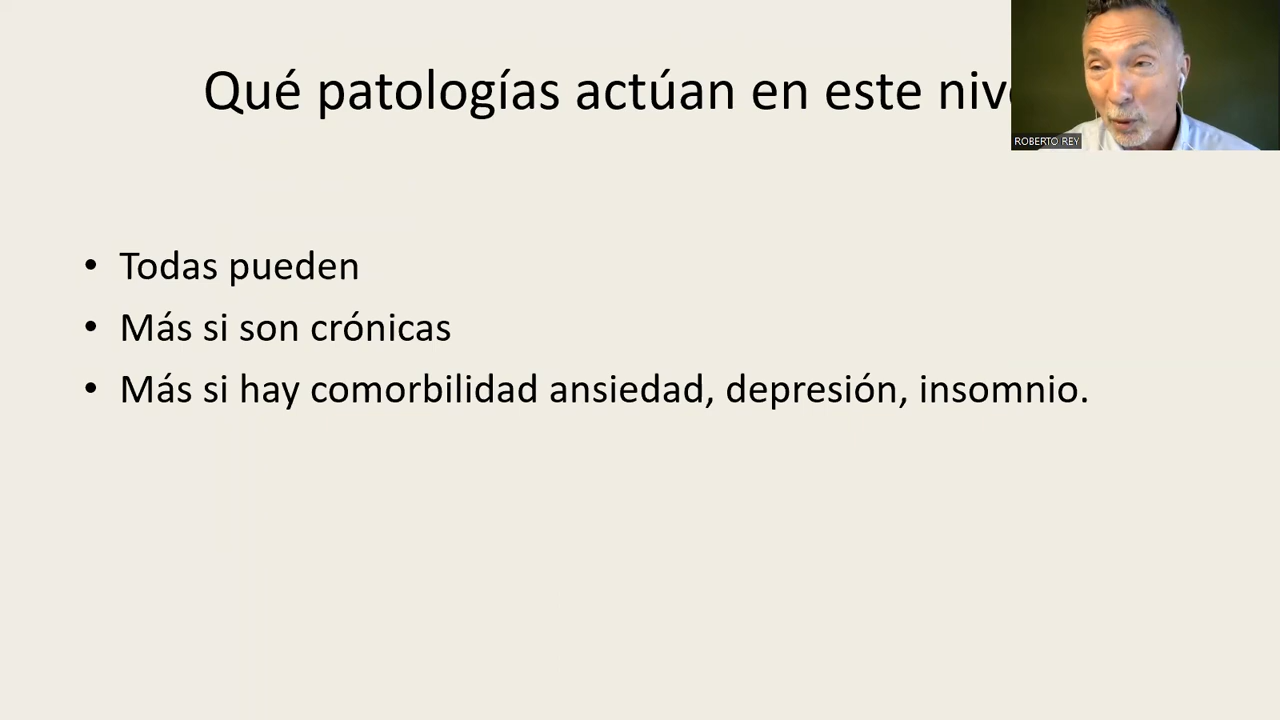 Qué patologías actúan en este
ROBERTO REY
• Todas pueden
• Más si son crónicas
• Más si hay comorbilidad ansiedad, depresión, insomnio.